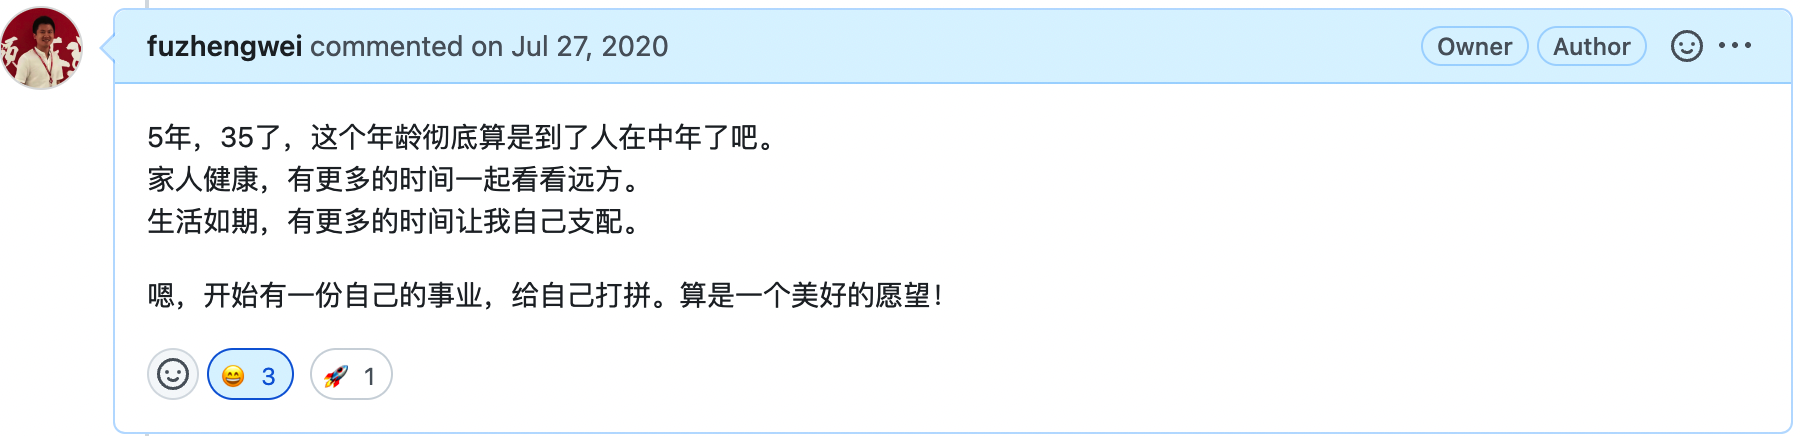 fuzhengwei commented on Jul 27, 2020 Owner Author
5年，35了，这个年龄彻底算是到了人在中年了吧。
家人健康，有更多的时间一起看看远方。
生活如期，有更多的时间让我自己支配。
嗯，开始有一份自己的事业，给自己打拼。算是一个美好的愿望！
😄 3 🚀 1